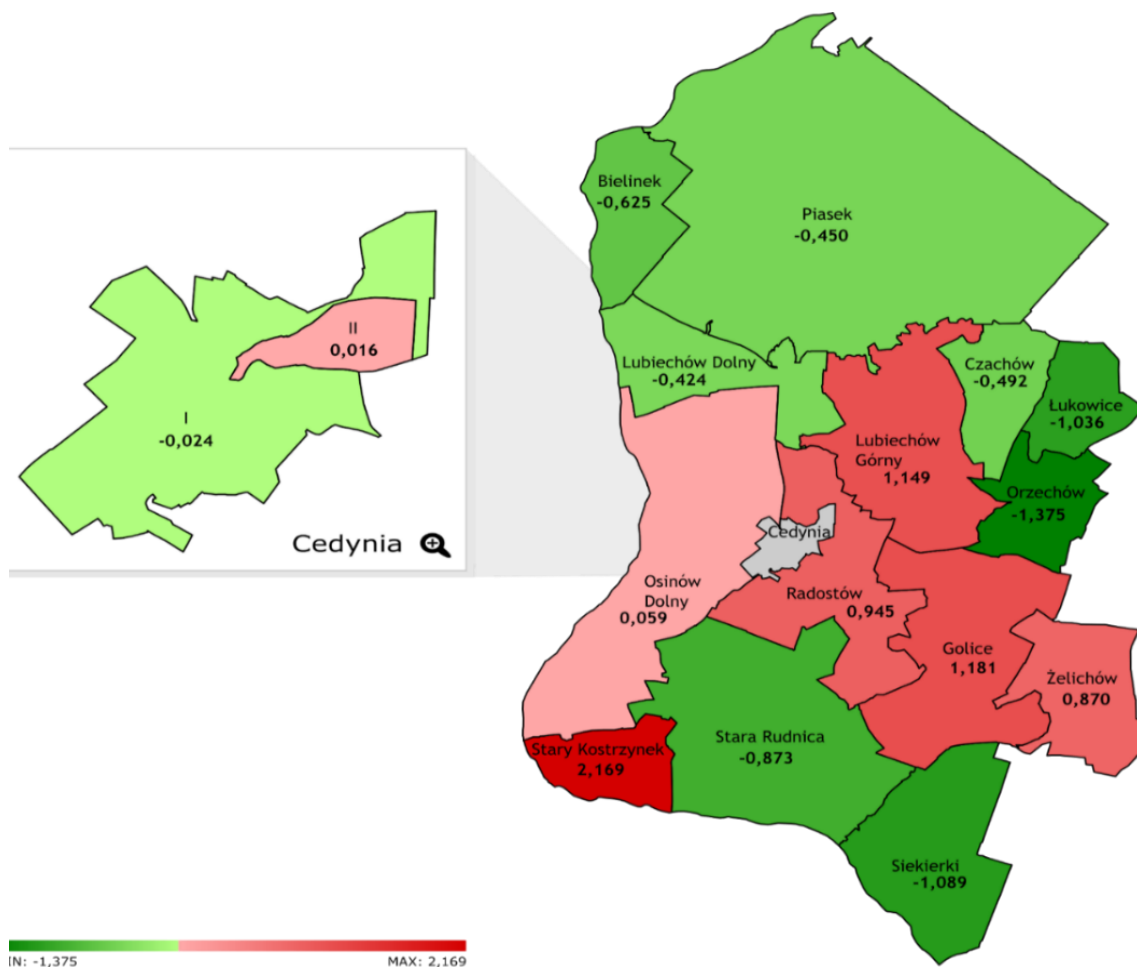 Bielinek
-0,625
Piasek
-0,450
II
0,016
I
-0,024
Cedynia
Lubiechów Dolny
-0,424
Czachów
-0,492
Łukowice
-1,036
Lubiechów
Górny
1,149
Orzechów
-1,375
Cedynia
Osinów
Dolny
0,059
Radostów
0,945
Golice
1,181
Żelichów
0,870
Stary Kostrzynek
2,169
Stara Rudnica
-0,873
Siekierki
-1,089
IN: -1,375
MAX: 2,169